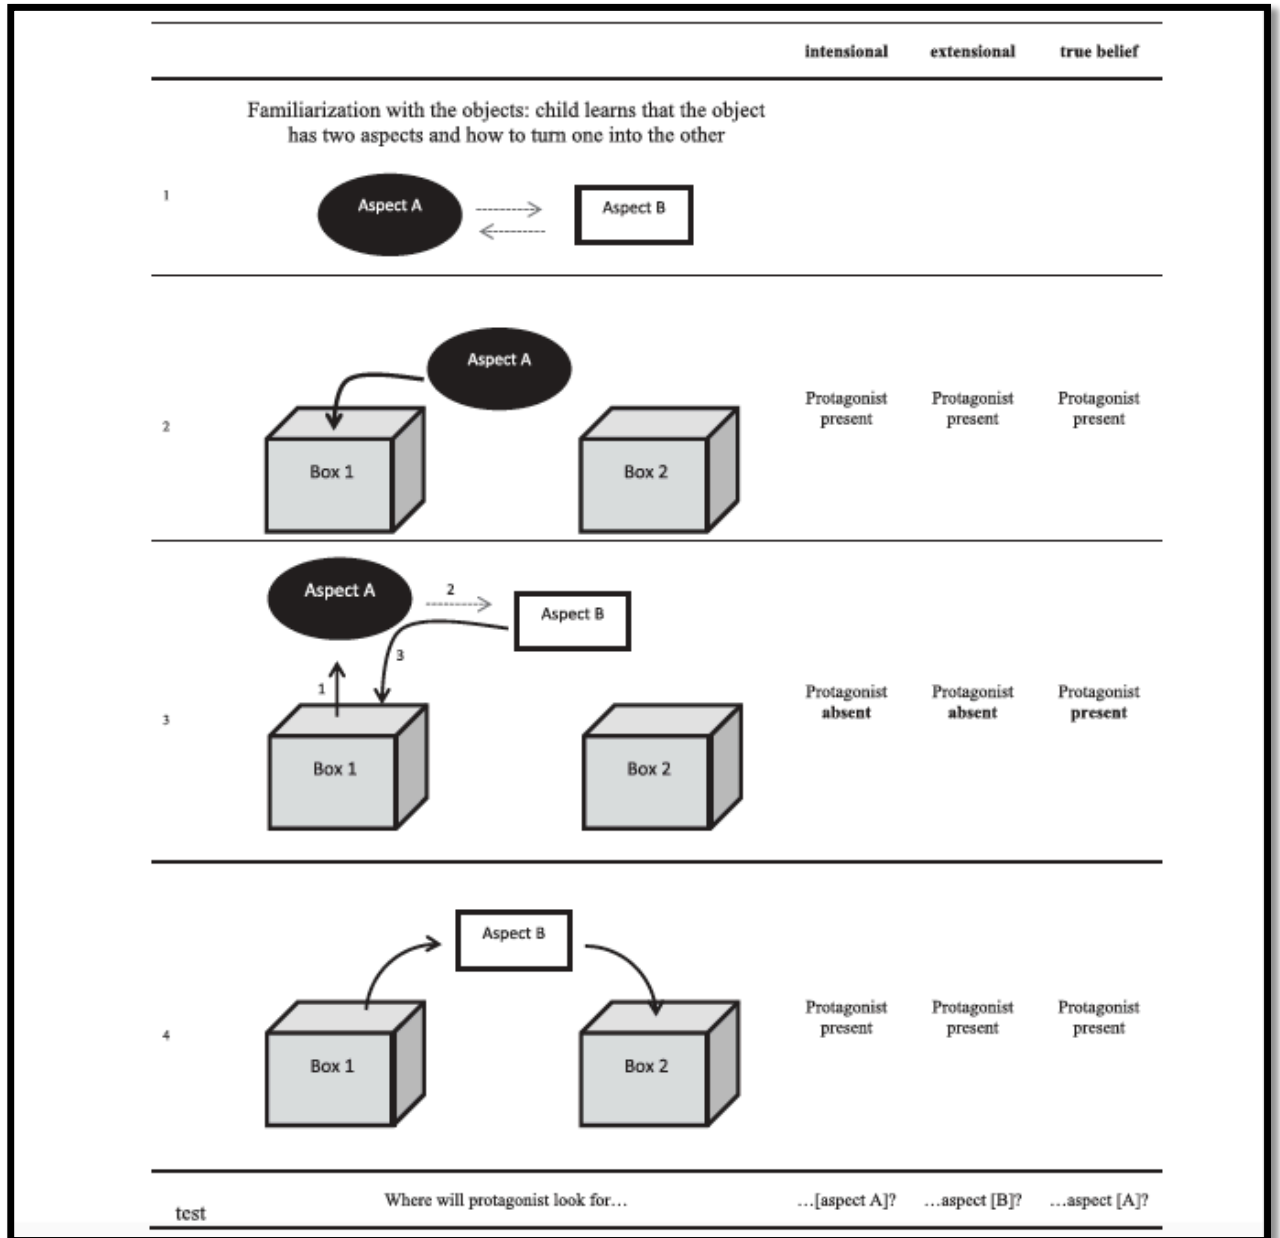 intensional extensional true belief
Familiarization with the objects: child learns that the object
has two aspects and how to turn one into the other
1
Aspect A
Aspect B
Aspect A
2
Box 1
Box 2
Protagonist Protagonist Protagonist
present present present
Aspect A
2
Aspect B
3
1
3
Box 1
Box 2
Protagonist Protagonist Protagonist
absent absent present
Aspect B
4
Box 1
Box 2
Protagonist Protagonist Protagonist
present present present
test
Where will protagonist look for…
…[aspect A]? …aspect [B]? …aspect [A]?